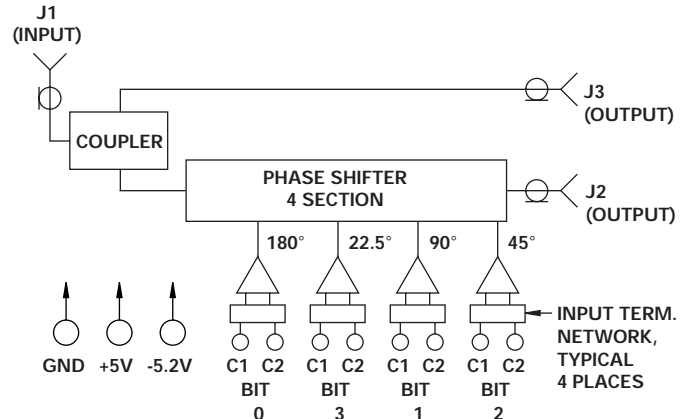 J1
(INPUT)
J3
(OUTPUT)
COUPLER
PHASE SHIFTER
4 SECTION
J2
(OUTPUT)
180° 22.5° 90° 45°
INPUT TERM.
NETWORK,
TYPICAL
4 PLACES
GND +5V -5.2V
C1 C2 C1 C2 C1 C2 C1 C2
BIT BIT BIT BIT
0 3 1 2